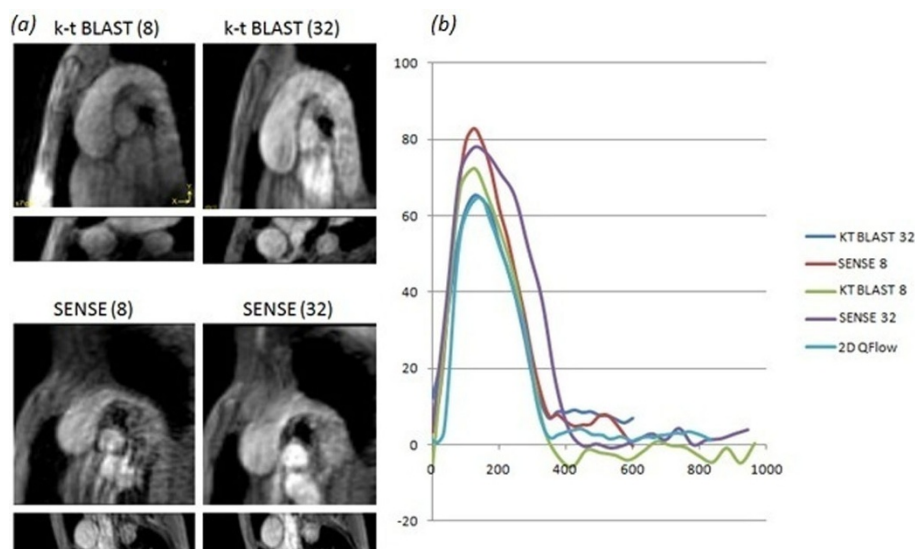 (a) k-t BLAST (8) k-t BLAST (32) (b)
SENSE (8) SENSE (32)
100
80
60
40
20
0
-20
0 200 400 600 800 1000
KT BLAST 32
SENSE 8
KT BLAST 8
SENSE 32
2D QFlow
Y
X